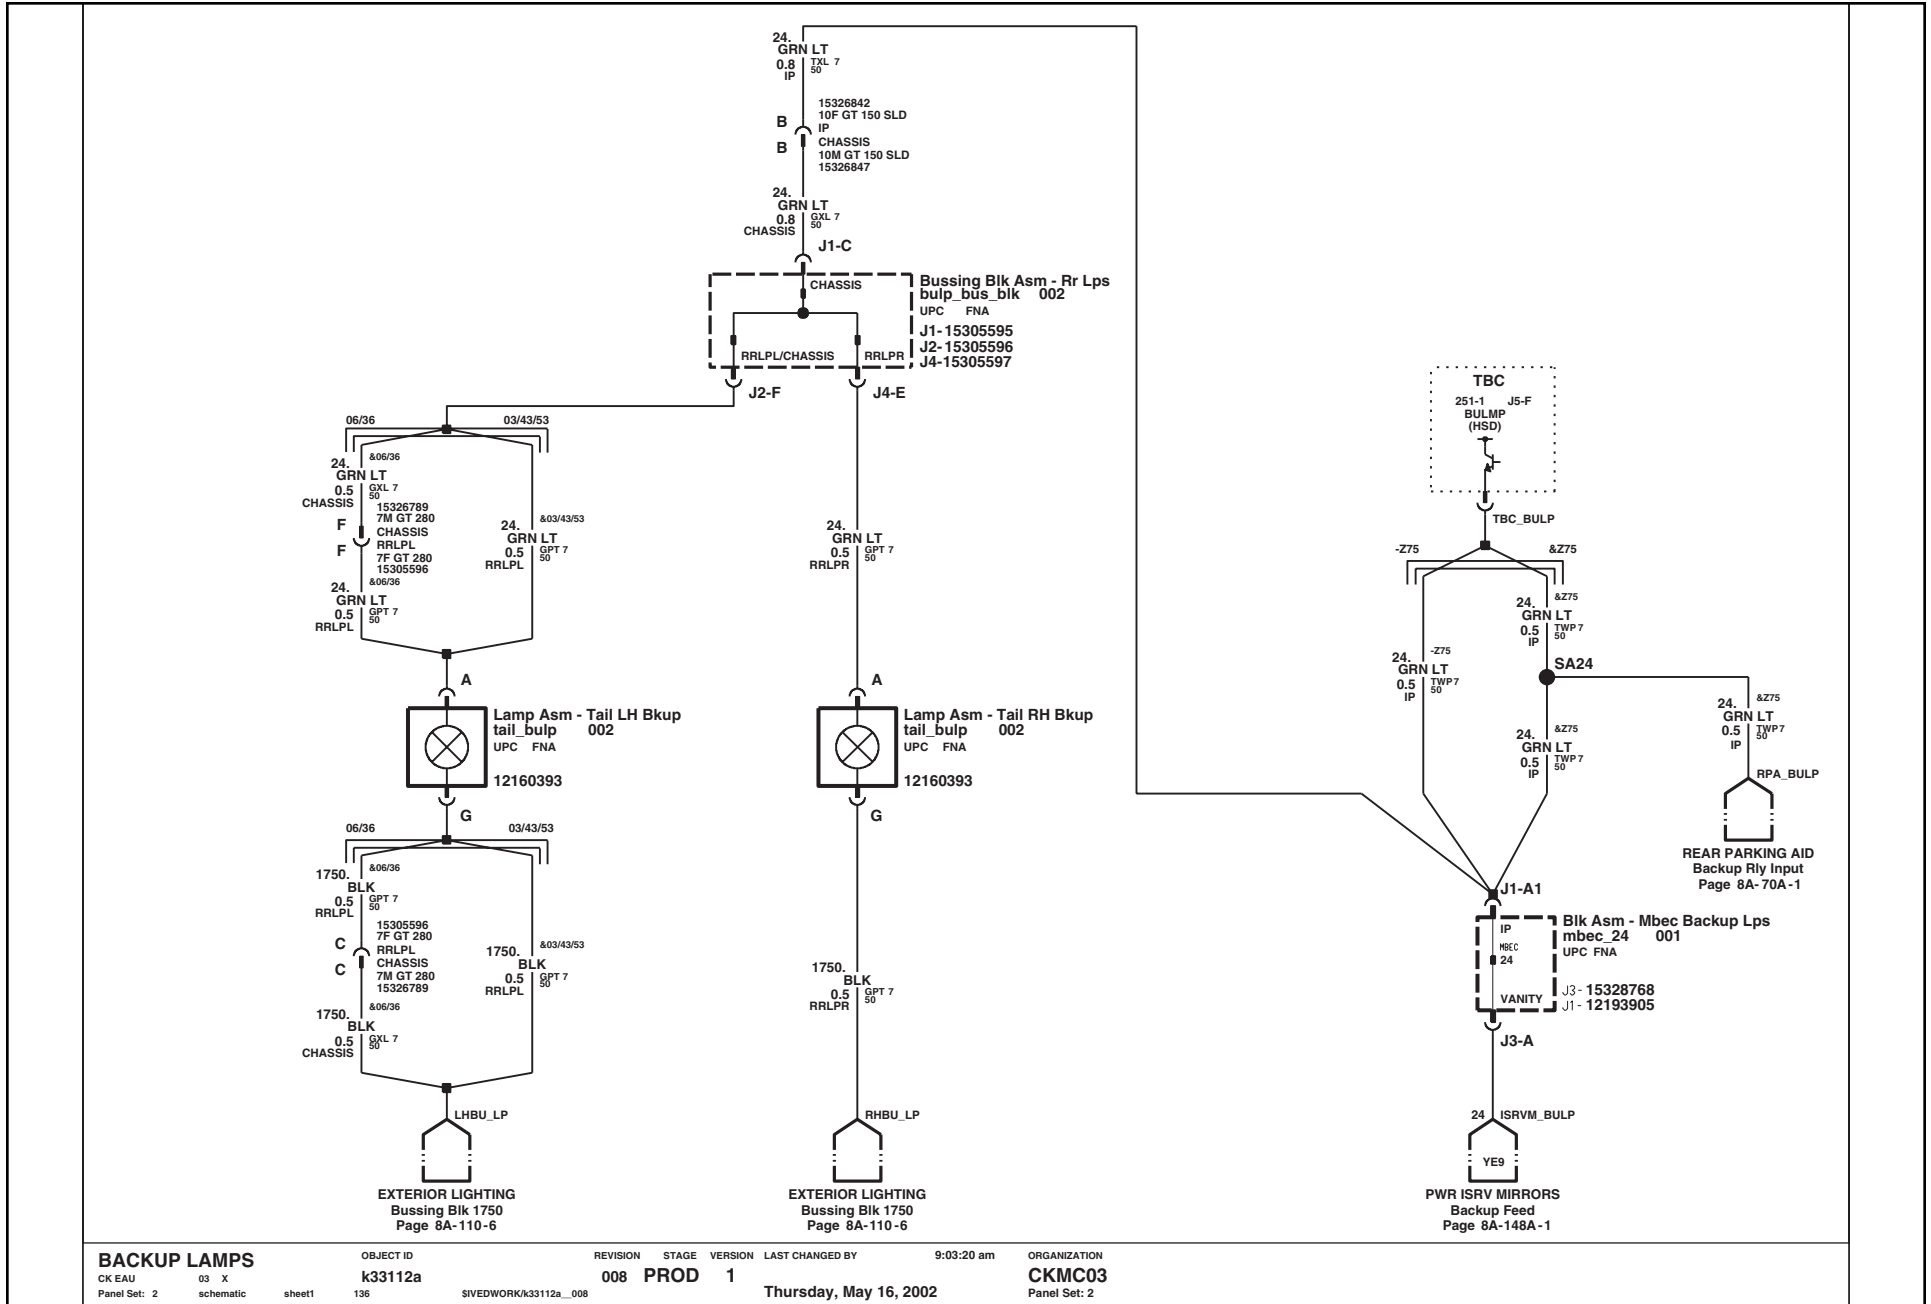 24.
GRN LT
0.8 TXL 7
IP 50
15326842
10F GT 150 SLD
B IP
B CHASSIS
10M GT 150 SLD
15326847
24.
GRN LT
0.8 GXL 7
CHASSIS 50
J1-C
CHASSIS
RRLPL/CHASSIS RRLPR
Bussing Blk Asm - Rr Lps
bulp_bus_blk 002
UPC FNA
J1-15305595
J2-15305596
J4-15305597
J2-F
J4-E
06/36 03/43/53
&06/36
24.
GRN LT
0.5 GXL 7
CHASSIS 50
15326789
7M GT 280
F CHASSIS
F RRLPL
7F GT 280
15305596
&06/36
24.
GRN LT
0.5 GPT 7
RRLPL 50
&03/43/53
24.
GRN LT
0.5 GPT 7
RRLPL 50
24.
GRN LT
0.5 GPT 7
RRLPR 50
A
Lamp Asm - Tail LH Bkup
tail_bulp 002
UPC FNA
12160393
G
A
Lamp Asm - Tail RH Bkup
tail_bulp 002
UPC FNA
12160393
G
06/36 03/43/53
&06/36
1750.
BLK
0.5 GPT 7
RRLPL 50
15305596
7F GT 280
C RRLPL
C CHASSIS
7M GT 280
15326789
&06/36
1750.
BLK
0.5 GXL 7
CHASSIS 50
&03/43/53
1750.
BLK
0.5 GPT 7
RRLPL 50
1750.
BLK
0.5 GPT 7
RRLPR 50
LHBU_LP
EXTERIOR LIGHTING
Bussing Blk 1750
Page 8A-110-6
RHBU_LP
EXTERIOR LIGHTING
Bussing Blk 1750
Page 8A-110-6
TBC
251-1 J5-F
BULMP
(HSD)
TBC_BULP
-Z75 &Z75
&Z75
24.
GRN LT
0.5 TWP 7
IP 50
-Z75
24.
GRN LT
0.5 TWP 7
IP 50
SA24
&Z75
24.
GRN LT
0.5 TWP 7
IP 50
&Z75
24.
GRN LT
0.5 TWP 7
IP 50
RPA_BULP
REAR PARKING AID
Backup Rly Input
Page 8A-70A-1
J1-A1
IP
MBEC
24
VANITY
Blk Asm - Mbec Backup Lps
mbec_24 001
UPC FNA
J3-15328768
J1-12193905
J3-A
24 ISRVM_BULP
YE9
PWR ISRV MIRRORS
Backup Feed
Page 8A-148A-1
BACKUP LAMPS OBJECT ID REVISION STAGE VERSION LAST CHANGED BY 9:03:20 am ORGANIZATION
CK EAU 03 X k33112a 008 PROD 1 CKMC03
Panel Set: 2 schematic sheet1 136 $IVEDWORK/k33112a__008 Thursday, May 16, 2002 Panel Set: 2